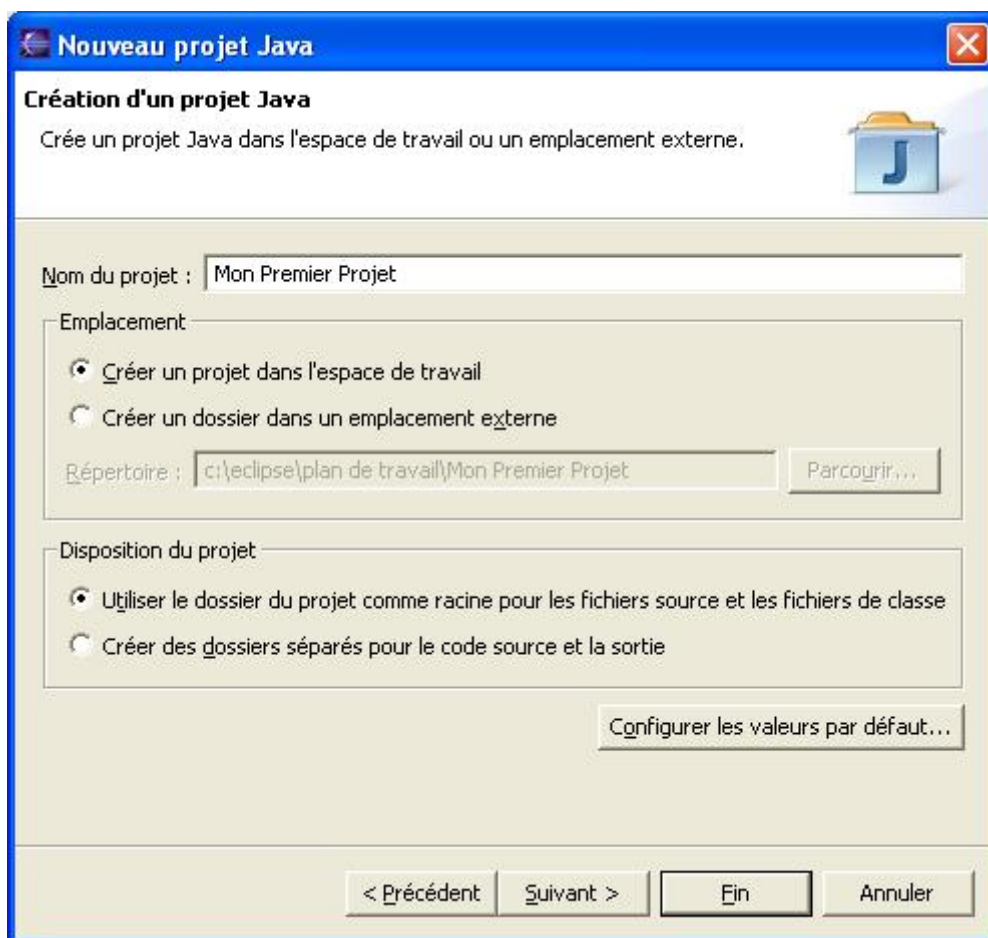 Nouveau projet Java
Création d'un projet Java
Crée un projet Java dans l'espace de travail ou un emplacement externe.
J
Nom du projet : Mon Premier Projet
Emplacement
Créer un projet dans l'espace de travail
Créer un dossier dans un emplacement externe
Répertoire : c:\eclipse\plan de travail\Mon Premier Projet Parcourir...
Disposition du projet
Utiliser le dossier du projet comme racine pour les fichiers source et les fichiers de classe
Créer des dossiers séparés pour le code source et la sortie
Configurer les valeurs par défaut...
< Précédent Suivant > Fin Annuler